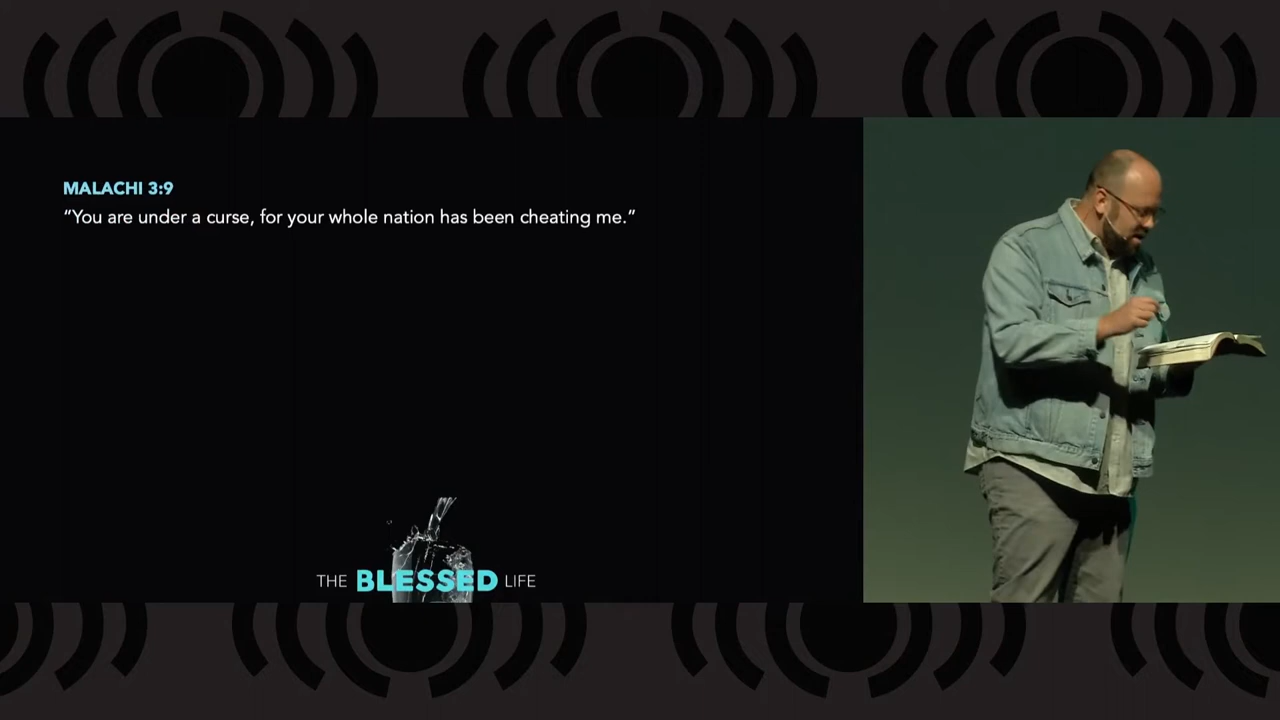 MALACHI 3:9
“You are under a curse, for your whole nation has been cheating me.”
THE BLESSED LIFE